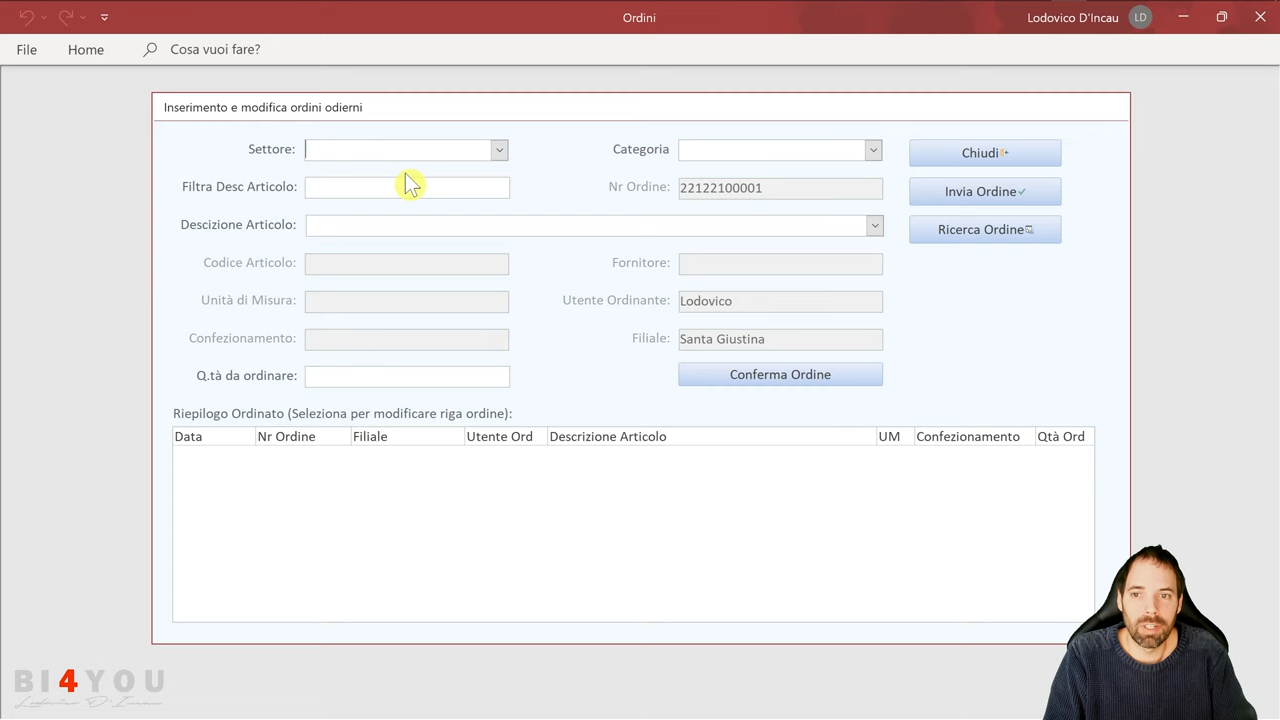 Ordini
Lodovico D'Incau LD
File Home Cosa vuoi fare?
Inserimento e modifica ordini odierni
Settore: Categoria Chiudi
Filtra Desc Articolo: Nr Ordine: 22122100001 Invia Ordine
Descizione Articolo: Ricerca Ordine
Codice Articolo: Fornitore:
Unità di Misura: Utente Ordinante: Lodovico
Confezionamento: Filiale: Santa Giustina
Q.tà da ordinare: Conferma Ordine
Riepilogo Ordinato (Seleziona per modificare riga ordine):
Data Nr Ordine Filiale Utente Ord Descrizione Articolo UM Confezionamento Qtà Ord
BI4YOU
Lodovico D'Incau